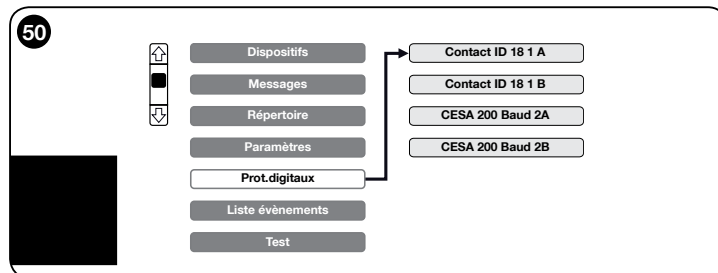 50
Dispositifs
Messages
Répertoire
Paramètres
Prot.digitaux
Liste évènements
Test
Contact ID 18 1 A
Contact ID 18 1 B
CESA 200 Baud 2A
CESA 200 Baud 2B